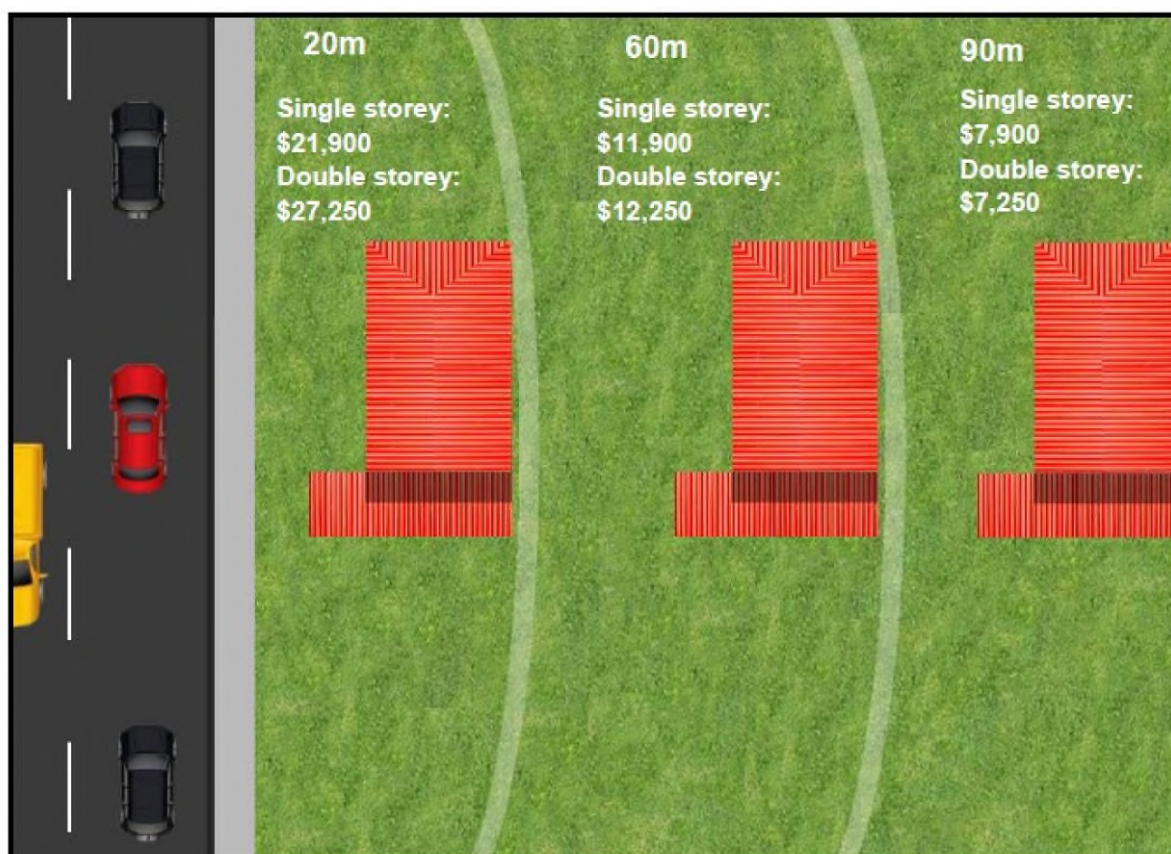 20m
Single storey:
$21,900
Double storey:
$27,250
60m
Single storey:
$11,900
Double storey:
$12,250
90m
Single storey:
$7,900
Double storey:
$7,250